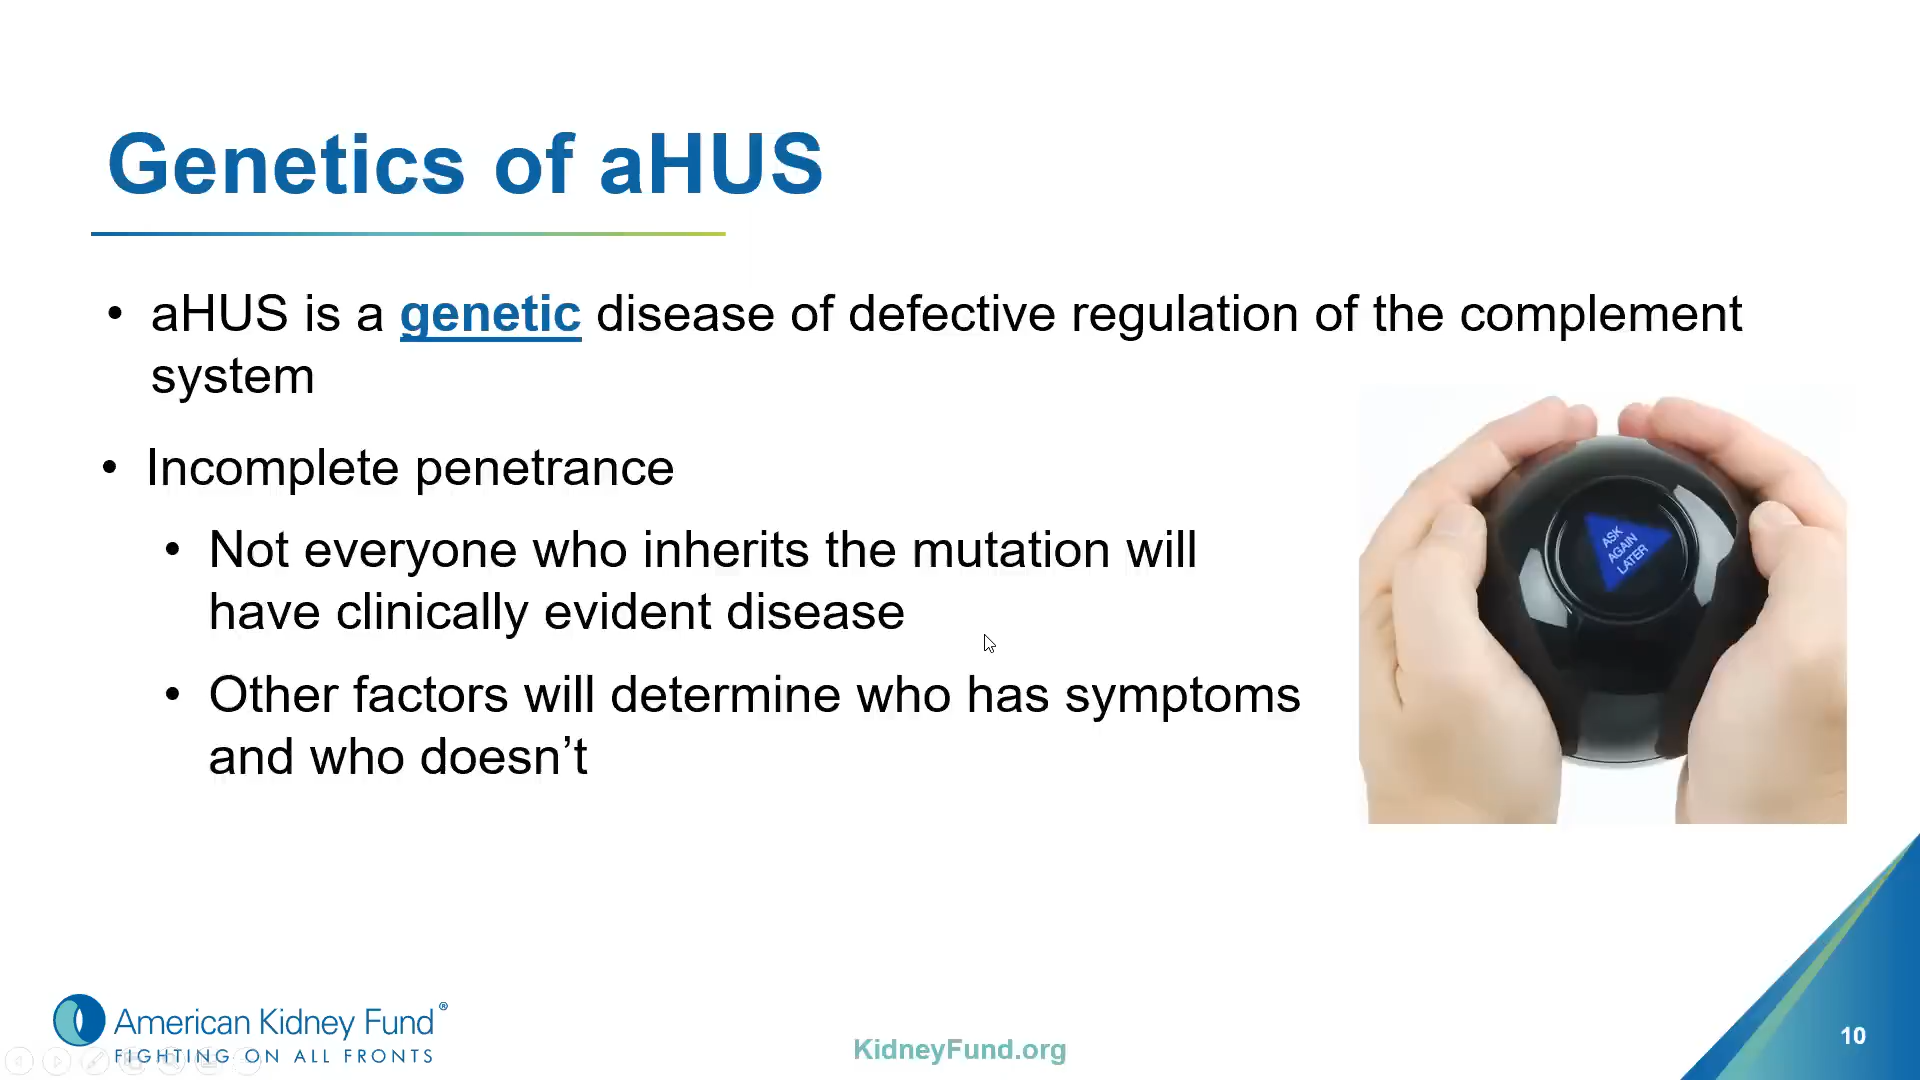 Genetics of aHUS
• aHUS is a genetic disease of defective regulation of the complement
system
• Incomplete penetrance
• Not everyone who inherits the mutation will
have clinically evident disease
• Other factors will determine who has symptoms
and who doesn’t
ASK
AGAIN
LATER
American Kidney Fund®
FIGHTING ON ALL FRONTS
KidneyFund.org
10